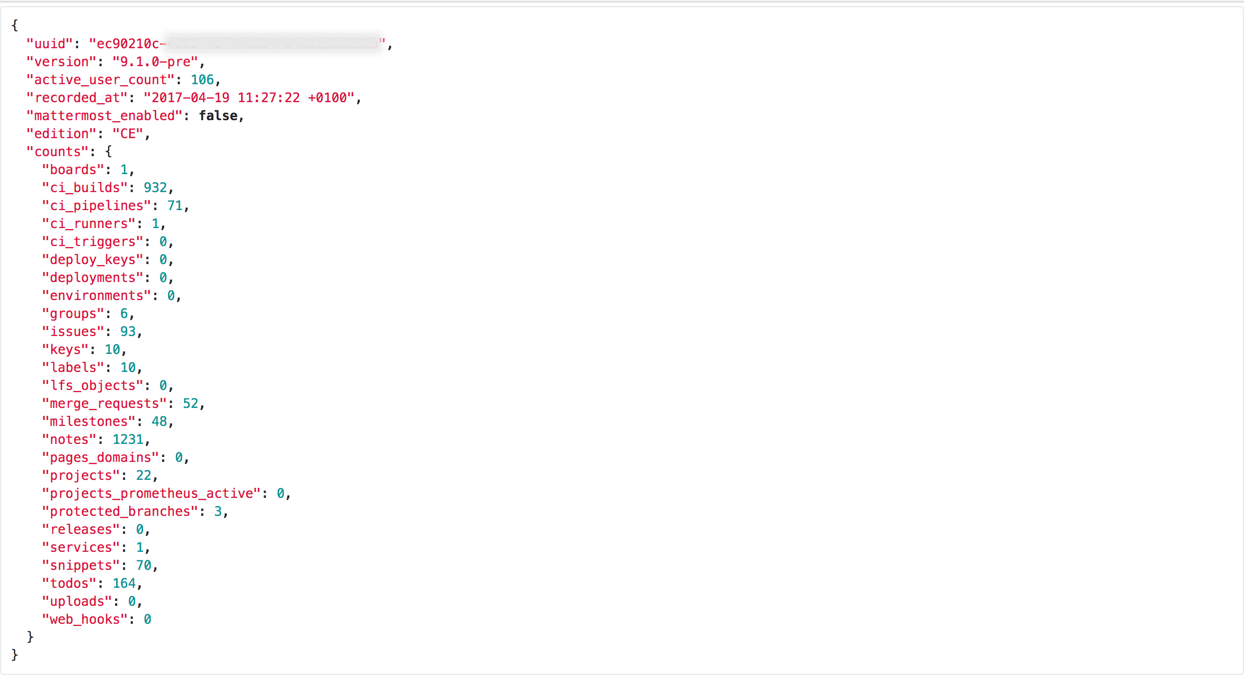 {
"uuid": "ec90210c- ",
"version": "9.1.0-pre",
"active_user_count": 106,
"recorded_at": "2017-04-19 11:27:22 +0100",
"mattermost_enabled": false,
"edition": "CE",
"counts": {
"boards": 1,
"ci_builds": 932,
"ci_pipelines": 71,
"ci_runners": 1,
"ci_triggers": 0,
"deploy_keys": 0,
"deployments": 0,
"environments": 0,
"groups": 6,
"issues": 93,
"keys": 10,
"labels": 10,
"lfs_objects": 0,
"merge_requests": 52,
"milestones": 48,
"notes": 1231,
"pages_domains": 0,
"projects": 22,
"projects_prometheus_active": 0,
"protected_branches": 3,
"releases": 0,
"services": 1,
"snippets": 70,
"todos": 164,
"uploads": 0,
"web_hooks": 0
}
}